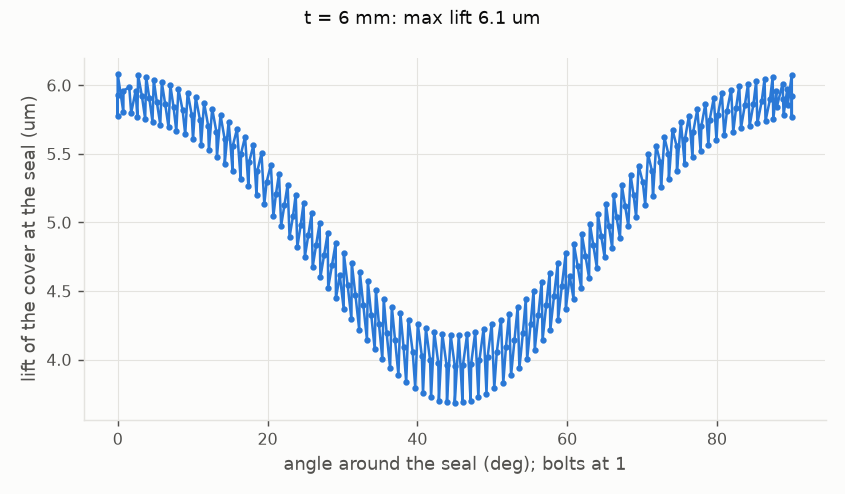 t = 6 mm: max lift 6.1 um
lift of the cover at the seal (um)
6.0
5.5
5.0
4.5
4.0
0 20 40 60 80
angle around the seal (deg); bolts at 1